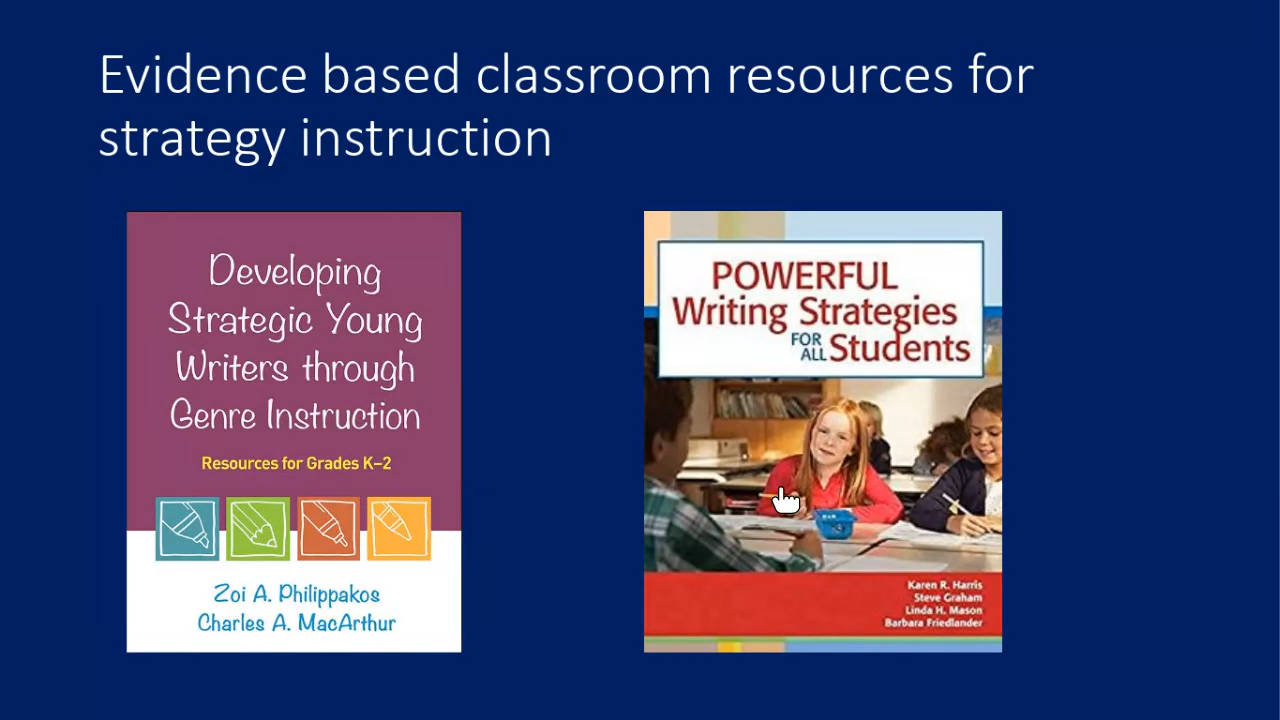 Evidence based classroom resources for
strategy instruction
Developing
Strategic Young
Writers through
Genre Instruction
Resources for Grades K–2
Zoi A. Philippakos
Charles A. MacArthur
POWERFUL
Writing Strategies
FOR
ALL Students
Karen R. Harris
Steve Graham
Linda H. Mason
Barbara Friedlander